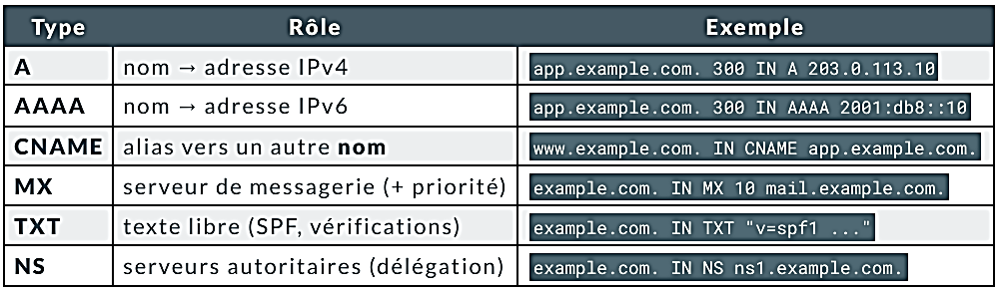 Type Rôle Exemple
A nom → adresse IPv4 app.example.com. 300 IN A 203.0.113.10
AAAA nom → adresse IPv6 app.example.com. 300 IN AAAA 2001:db8::10
CNAME alias vers un autre nom www.example.com. IN CNAME app.example.com.
MX serveur de messagerie (+ priorité) example.com. IN MX 10 mail.example.com.
TXT texte libre (SPF, vérifications) example.com. IN TXT "v=spf1 ..."
NS serveurs autoritaires (délégation) example.com. IN NS ns1.example.com.